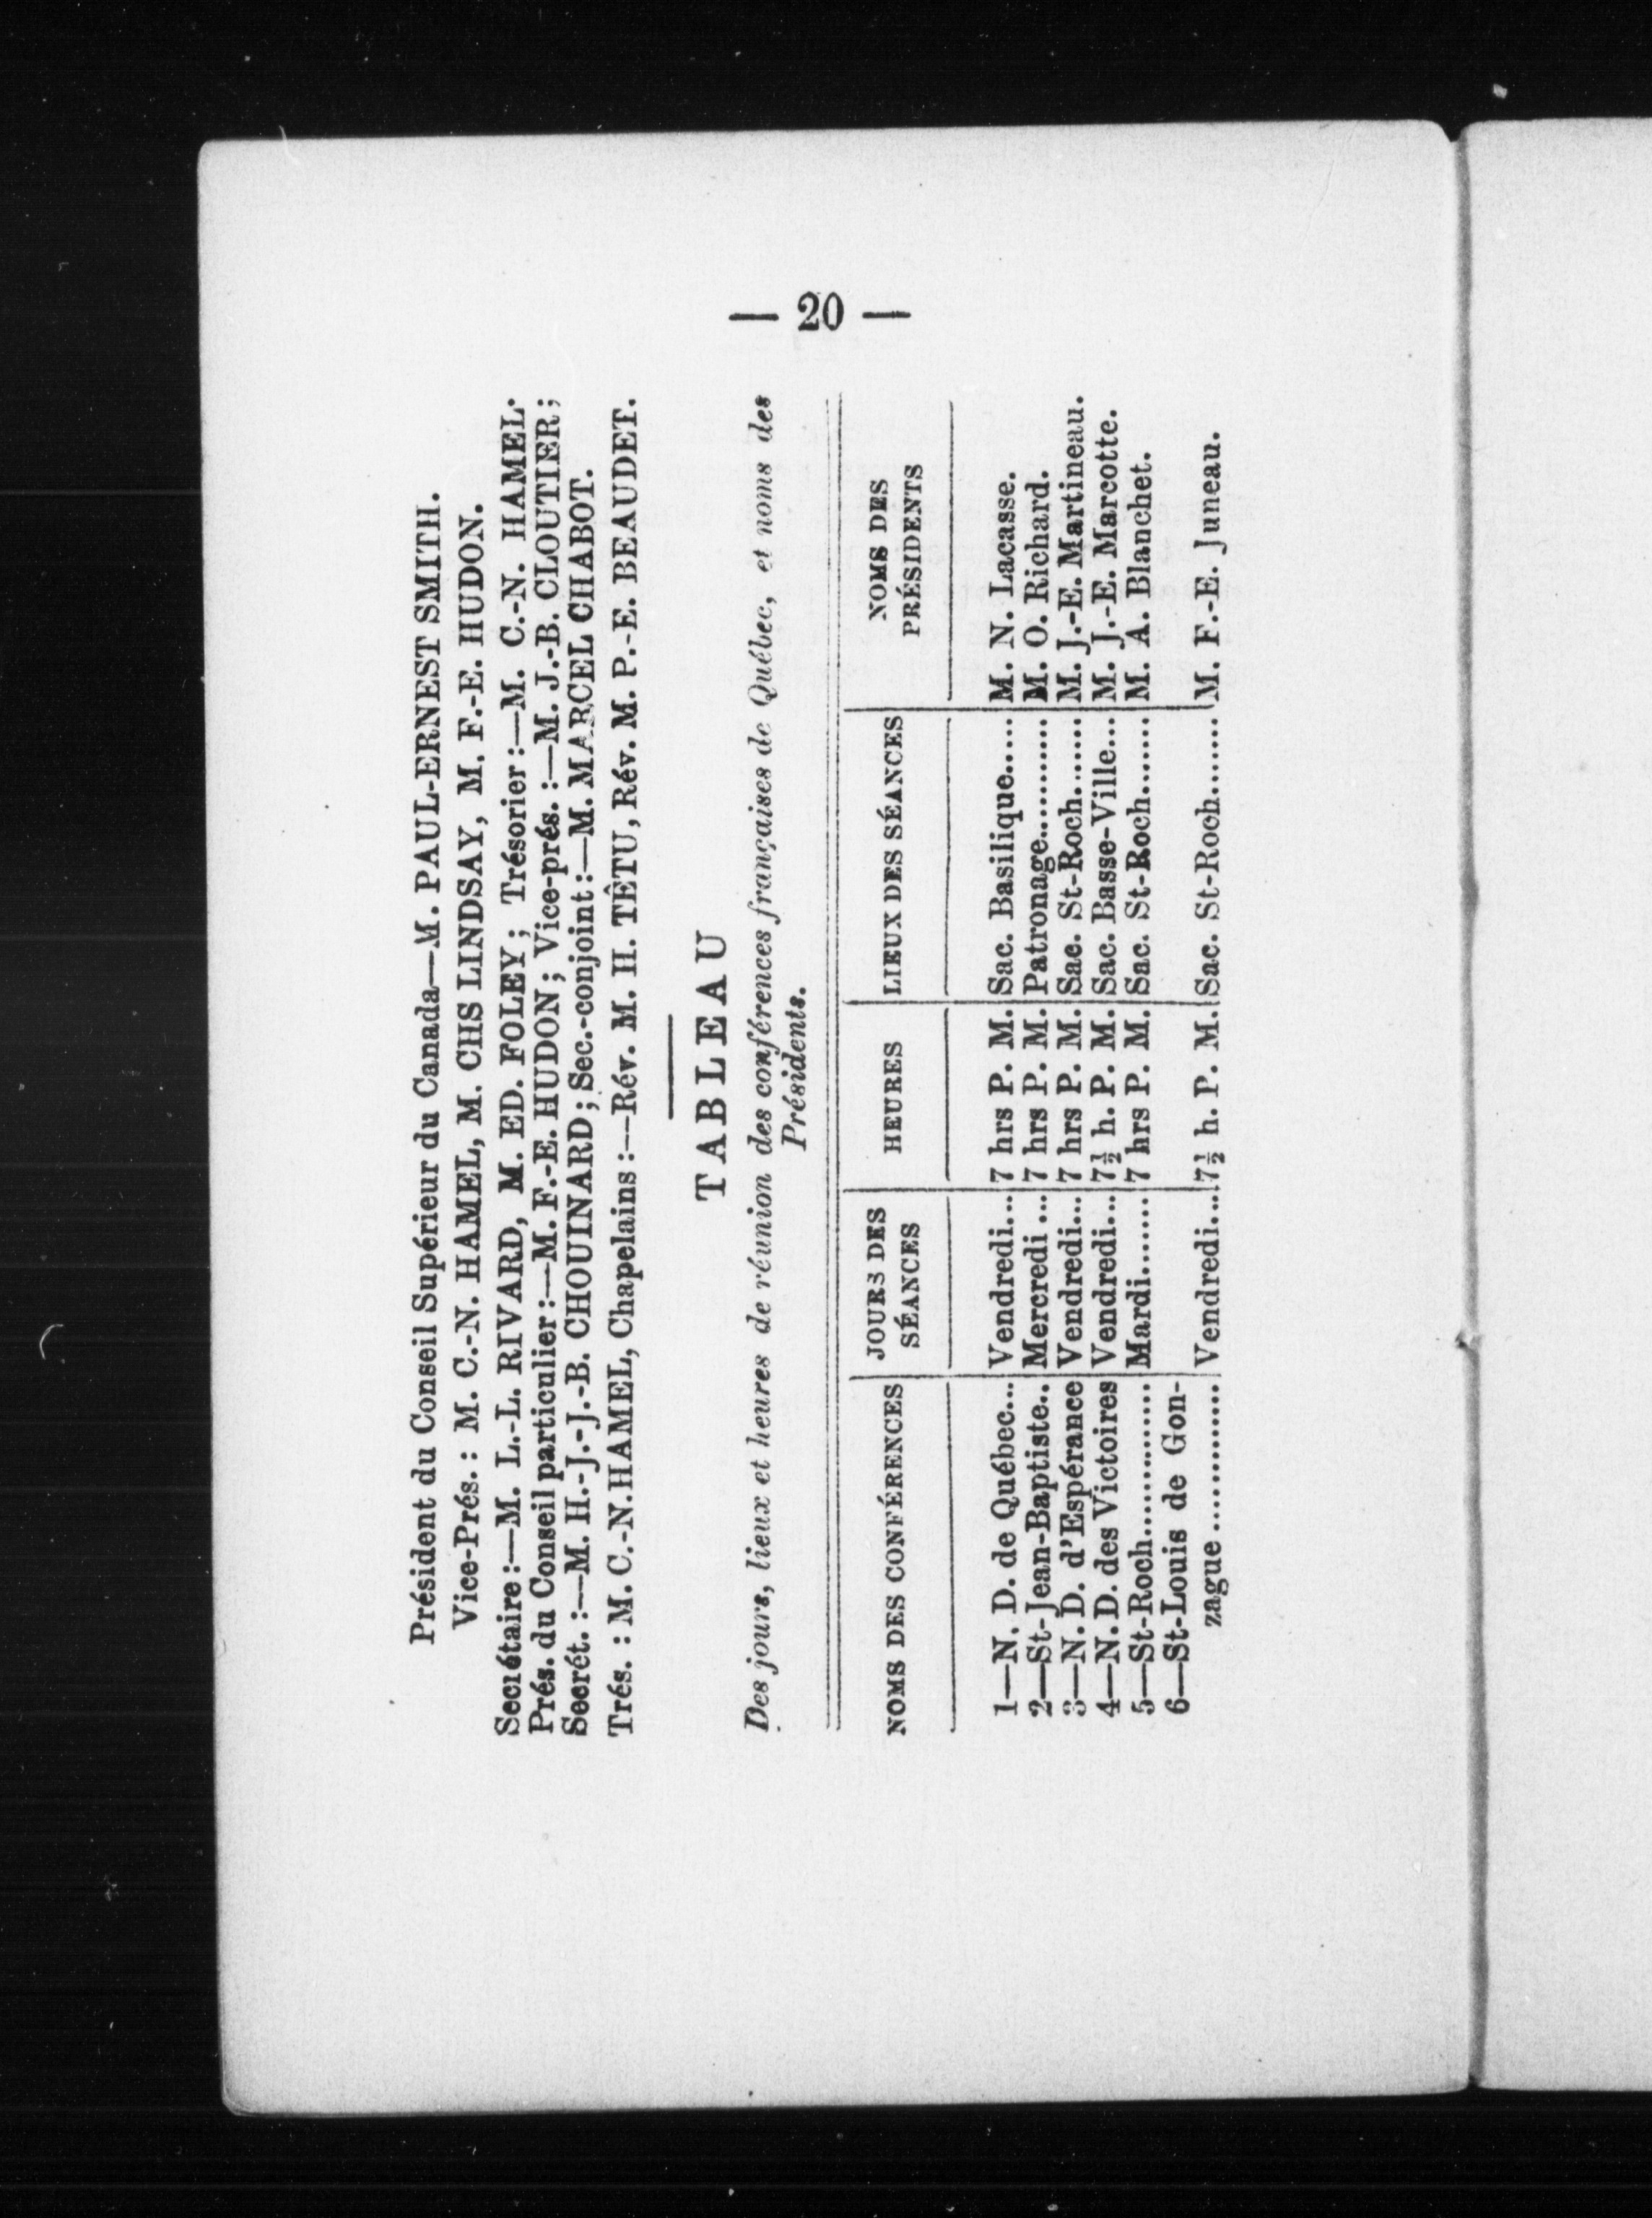 — 20 —
Président du Conseil Supérieur du Canada—M. PAUL-ERNEST SMITH.
Vice-Prés. : M. C.-N. HAMEL, M. CHS LINDSAY, M. F.-E. HUDON.
Secrétaire :—M. L.-L. RIVARD, M. ED. FOLEY ; Trésorier :—M. C.-N. HAMEL.
Prés. du Conseil particulier :—M. F.-E. HUDON ; Vice-prés. :—M. J.-B. CLOUTIER ;
Secrét. :—M. H.-J.-J.-B. CHOUINARD ; Sec.-conjoint :—M. MARCEL CHABOT.
Trés. : M. C.-N. HAMEL, Chapelains :—Rév. M. H. TÊTU, Rév. M. P.-E. BEAUDET.
TABLEAU
Des jours, lieux et heures de réunion des conférences françaises de Québec, et noms des
Présidents.
NOMS DES CONFÉRENCES | JOURS DES SÉANCES | HEURES | LIEUX DES SÉANCES | NOMS DES PRÉSIDENTS
1—N. D. de Québec... Vendredi... 7 hrs P. M. Sac. Basilique...... M. N. Lacasse.
2—St-Jean-Baptiste.. Mercredi ... 7 hrs P. M. Patronage............ M. O. Richard.
3—N. D. d'Espérance Vendredi... 7 hrs P. M. Sac. St-Roch........ M. J.-E. Martineau.
4—N. D. des Victoires Vendredi... 7½ h. P. M. Sac. Basse-Ville... M. J.-E. Marcotte.
5—St-Roch............... Mardi........ 7 hrs P. M. Sac. St-Roch........ M. A. Blanchet.
6—St-Louis de Gon-
zague ............... Vendredi... 7½ h. P. M. Sac. St-Roch........ M. F.-E. Juneau.